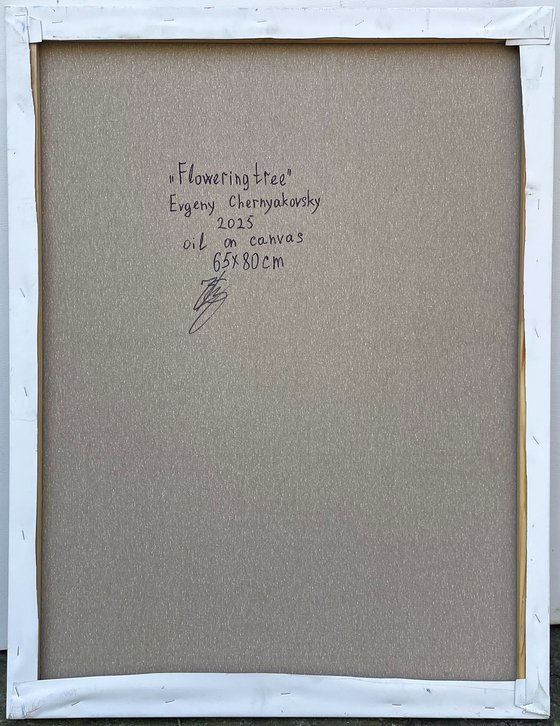 „Flowering tree"
Evgeny Chernyakovsky
2025
oil on canvas
65x80cm